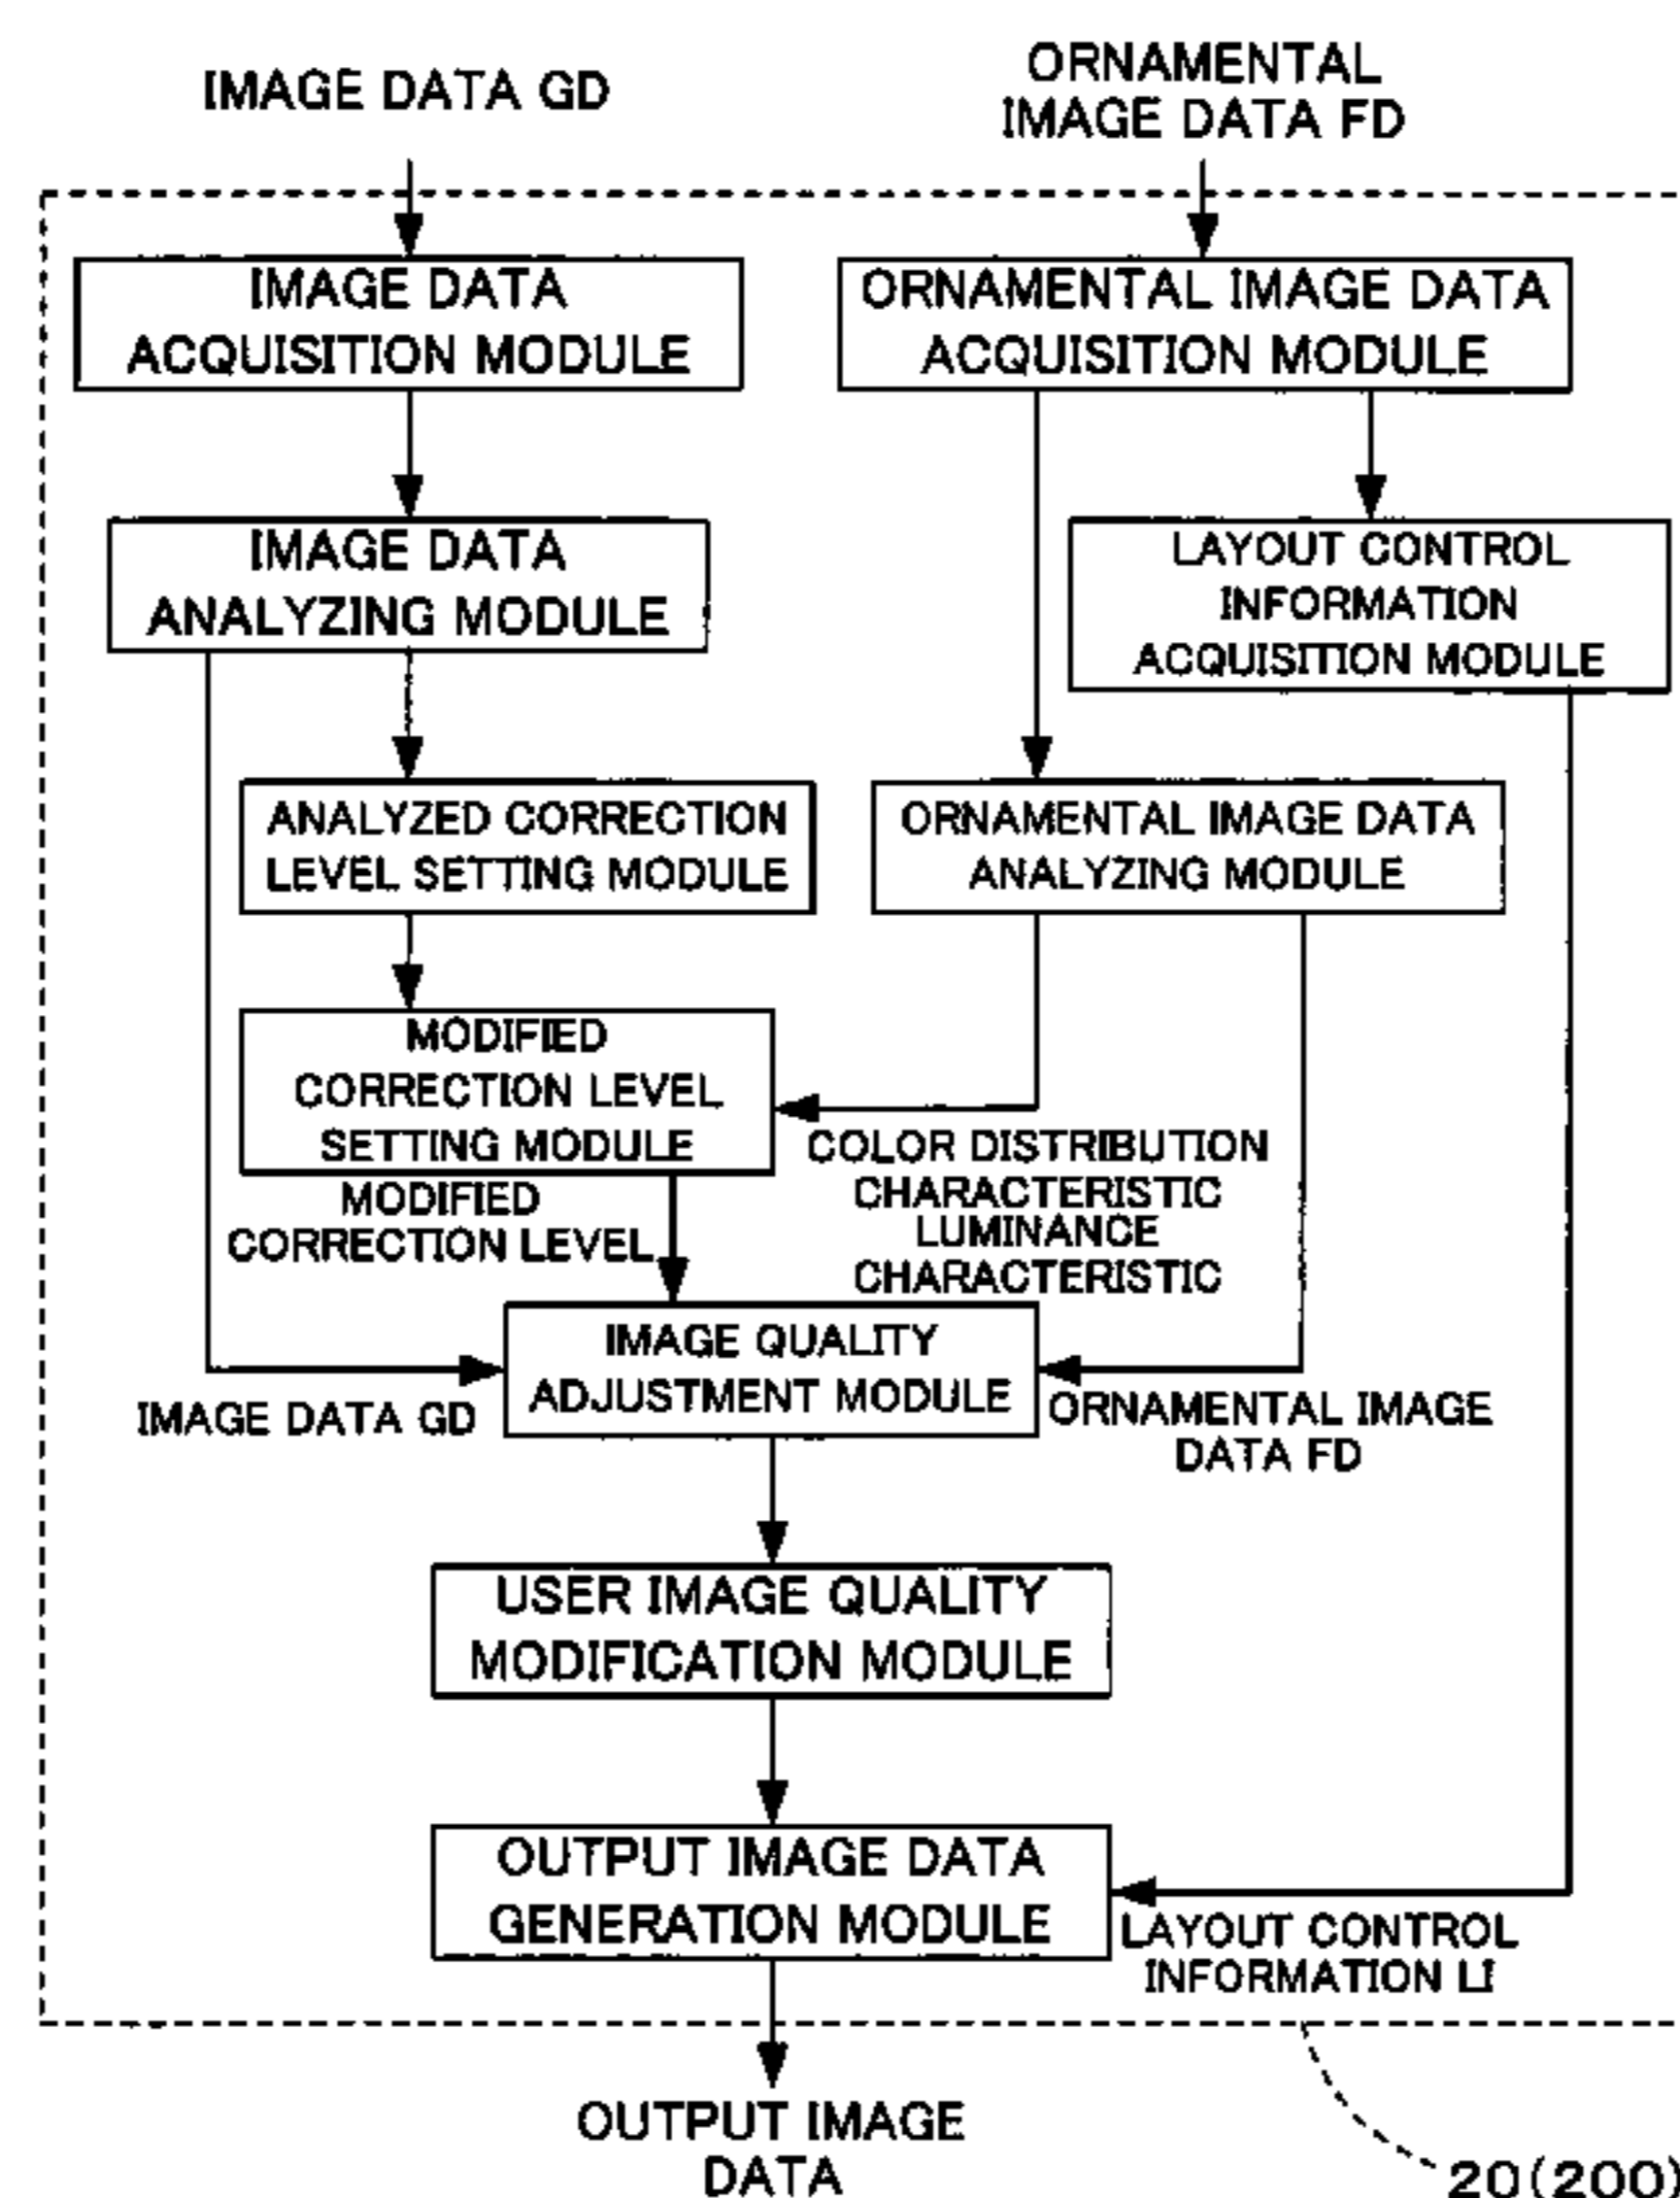 IMAGE DATA GD
ORNAMENTAL
IMAGE DATA FD
IMAGE DATA
ACQUISITION MODULE
ORNAMENTAL IMAGE DATA
ACQUISITION MODULE
IMAGE DATA
ANALYZING MODULE
LAYOUT CONTROL
INFORMATION
ACQUISITION MODULE
ANALYZED CORRECTION
LEVEL SETTING MODULE
ORNAMENTAL IMAGE DATA
ANALYZING MODULE
MODIFIED
CORRECTION LEVEL
SETTING MODULE
COLOR DISTRIBUTION
CHARACTERISTIC
LUMINANCE
CHARACTERISTIC
MODIFIED
CORRECTION LEVEL
IMAGE QUALITY
ADJUSTMENT MODULE
IMAGE DATA GD
ORNAMENTAL IMAGE
DATA FD
USER IMAGE QUALITY
MODIFICATION MODULE
OUTPUT IMAGE DATA
GENERATION MODULE
LAYOUT CONTROL
INFORMATION LI
OUTPUT IMAGE
DATA
20(200)